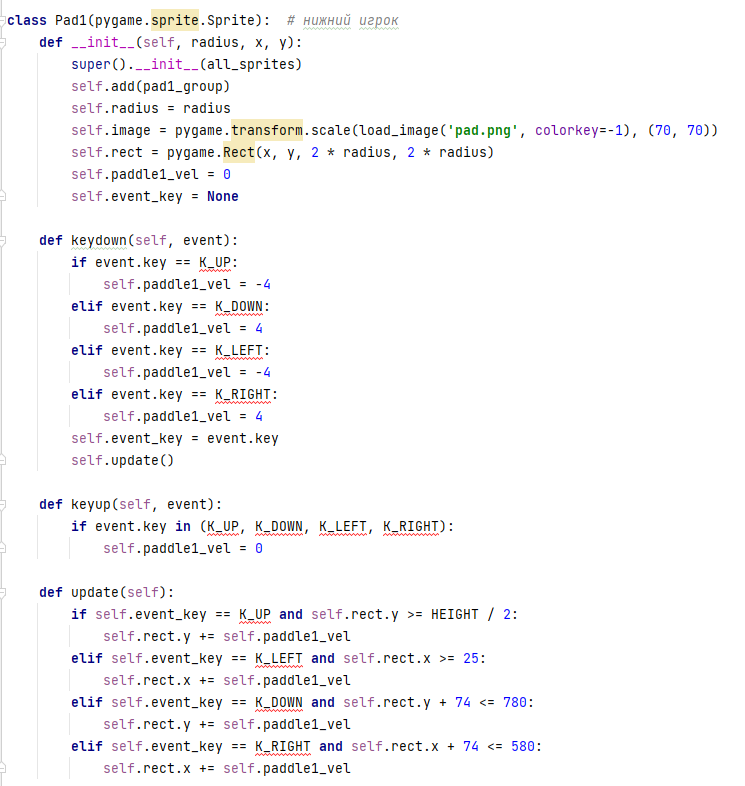 class Pad1(pygame.sprite.Sprite):  # нижний игрок
    def __init__(self, radius, x, y):
        super().__init__(all_sprites)
        self.add(pad1_group)
        self.radius = radius
        self.image = pygame.transform.scale(load_image('pad.png', colorkey=-1), (70, 70))
        self.rect = pygame.Rect(x, y, 2 * radius, 2 * radius)
        self.paddle1_vel = 0
        self.event_key = None

    def keydown(self, event):
        if event.key == K_UP:
            self.paddle1_vel = -4
        elif event.key == K_DOWN:
            self.paddle1_vel = 4
        elif event.key == K_LEFT:
            self.paddle1_vel = -4
        elif event.key == K_RIGHT:
            self.paddle1_vel = 4
        self.event_key = event.key
        self.update()

    def keyup(self, event):
        if event.key in (K_UP, K_DOWN, K_LEFT, K_RIGHT):
            self.paddle1_vel = 0

    def update(self):
        if self.event_key == K_UP and self.rect.y >= HEIGHT / 2:
            self.rect.y += self.paddle1_vel
        elif self.event_key == K_LEFT and self.rect.x >= 25:
            self.rect.x += self.paddle1_vel
        elif self.event_key == K_DOWN and self.rect.y + 74 <= 780:
            self.rect.y += self.paddle1_vel
        elif self.event_key == K_RIGHT and self.rect.x + 74 <= 580:
            self.rect.x += self.paddle1_vel